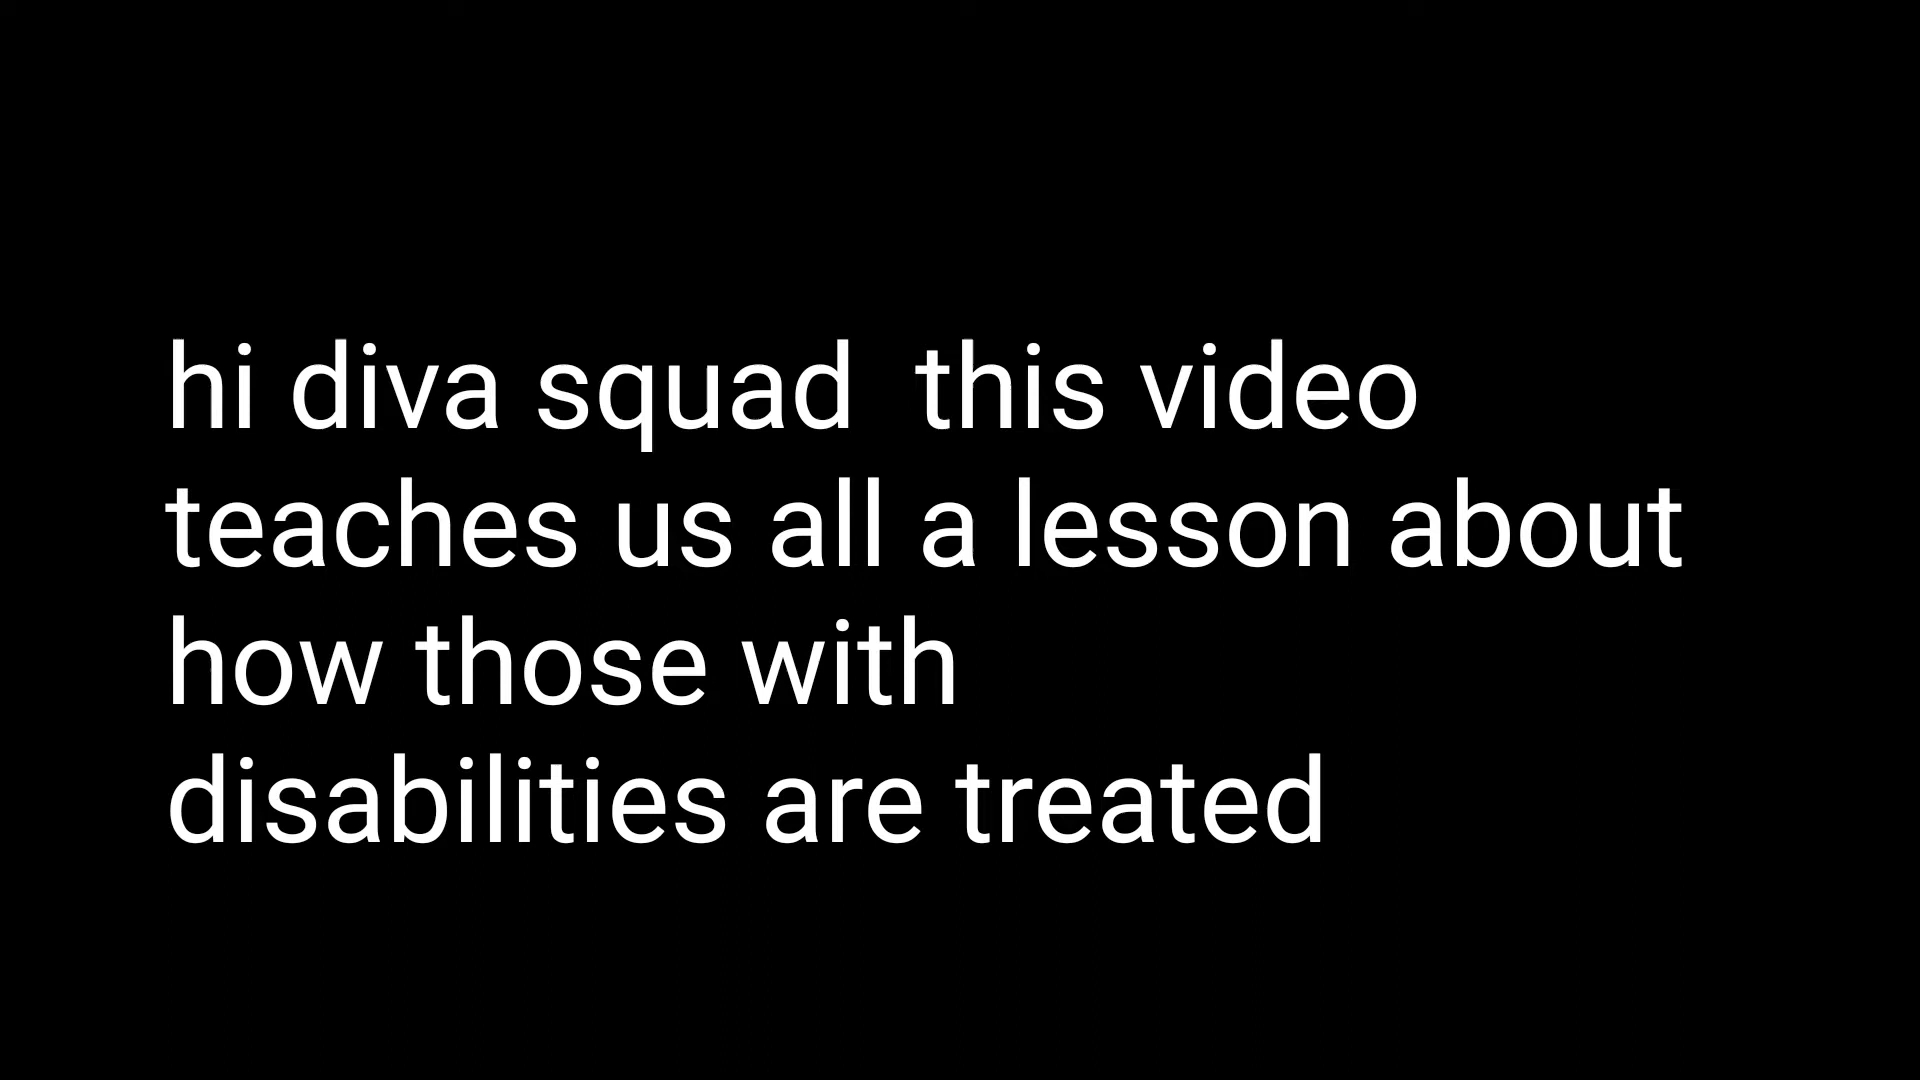 hi diva squad  this video
teaches us all a lesson about
how those with
disabilities are treated